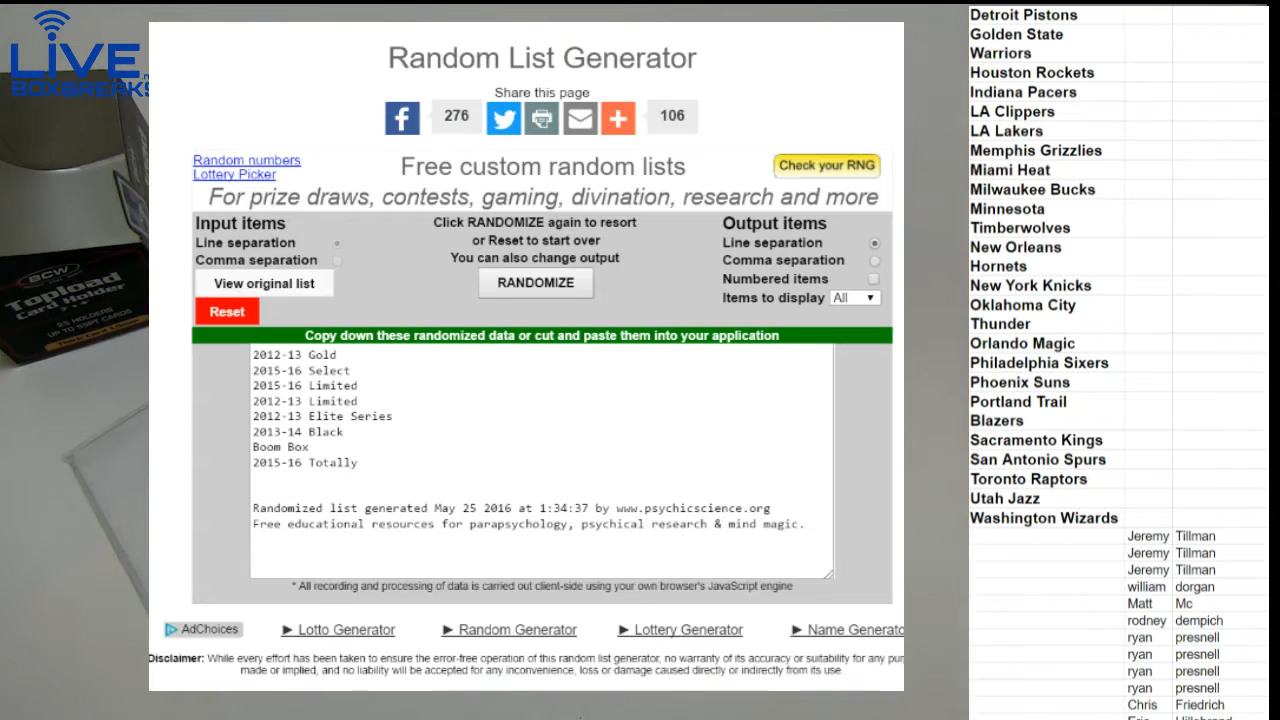 LIVE
BOXBREAKS
BCW
Topload
Card Holder
25 HOLDERS
UP TO 55PT CARDS
Random List Generator
Share this page
276
106
Random numbers
Lottery Picker
Free custom random lists
Check your RNG
For prize draws, contests, gaming, divination, research and more
Input items
Line separation
Comma separation
View original list
Reset
Click RANDOMIZE again to resort
or Reset to start over
You can also change output
RANDOMIZE
Output items
Line separation
Comma separation
Numbered items
Items to display All
Copy down these randomized data or cut and paste them into your application
2012-13 Gold
2015-16 Select
2015-16 Limited
2012-13 Limited
2012-13 Elite Series
2013-14 Black
Boom Box
2015-16 Totally
Randomized list generated May 25 2016 at 1:34:37 by www.psychicscience.org
Free educational resources for parapsychology, psychical research & mind magic.
* All recording and processing of data is carried out client-side using your own browser's JavaScript engine
AdChoices
► Lotto Generator
► Random Generator
► Lottery Generator
► Name Generato
Disclaimer: While every effort has been taken to ensure the error-free operation of this random list generator, no warranty of its accuracy or suitability for any pur
made or implied, and no liability will be accepted for any inconvenience, loss or damage caused directly or indirectly from its use.
Detroit Pistons
Golden State
Warriors
Houston Rockets
Indiana Pacers
LA Clippers
LA Lakers
Memphis Grizzlies
Miami Heat
Milwaukee Bucks
Minnesota
Timberwolves
New Orleans
Hornets
New York Knicks
Oklahoma City
Thunder
Orlando Magic
Philadelphia Sixers
Phoenix Suns
Portland Trail
Blazers
Sacramento Kings
San Antonio Spurs
Toronto Raptors
Utah Jazz
Washington Wizards
Jeremy Tillman
Jeremy Tillman
Jeremy Tillman
william dorgan
Matt Mc
rodney dempich
ryan presnell
ryan presnell
ryan presnell
ryan presnell
Chris Friedrich